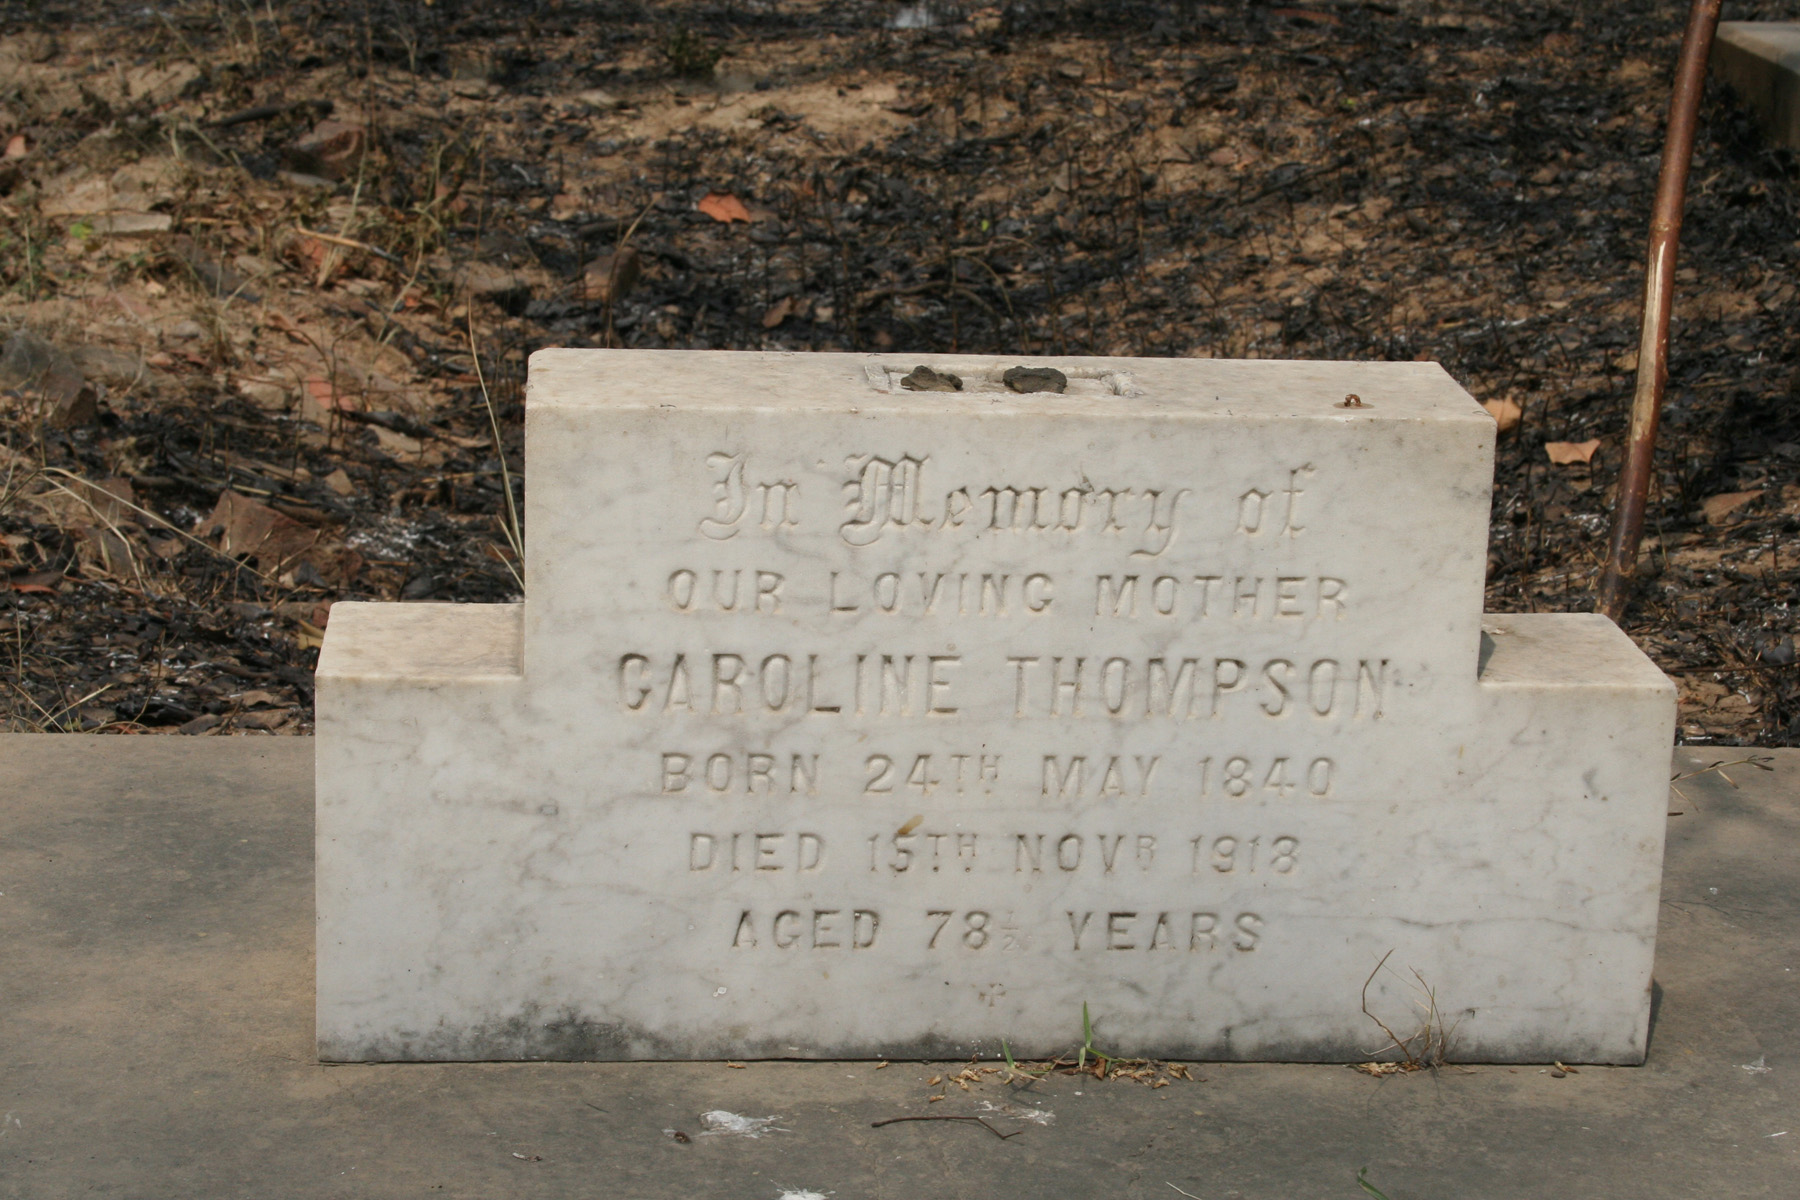 In Memory of
OUR LOVING MOTHER
CAROLINE THOMPSON
BORN 24TH MAY 1840
DIED 15TH NOVR 1918
AGED 78½ YEARS